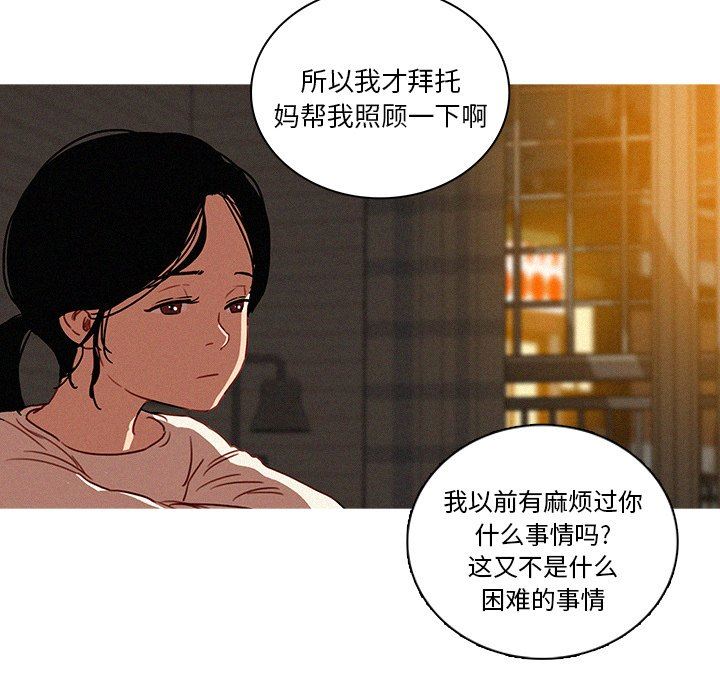 所以我才拜托
妈帮我照顾一下啊
我以前有麻烦过你
什么事情吗?
这又不是什么
困难的事情